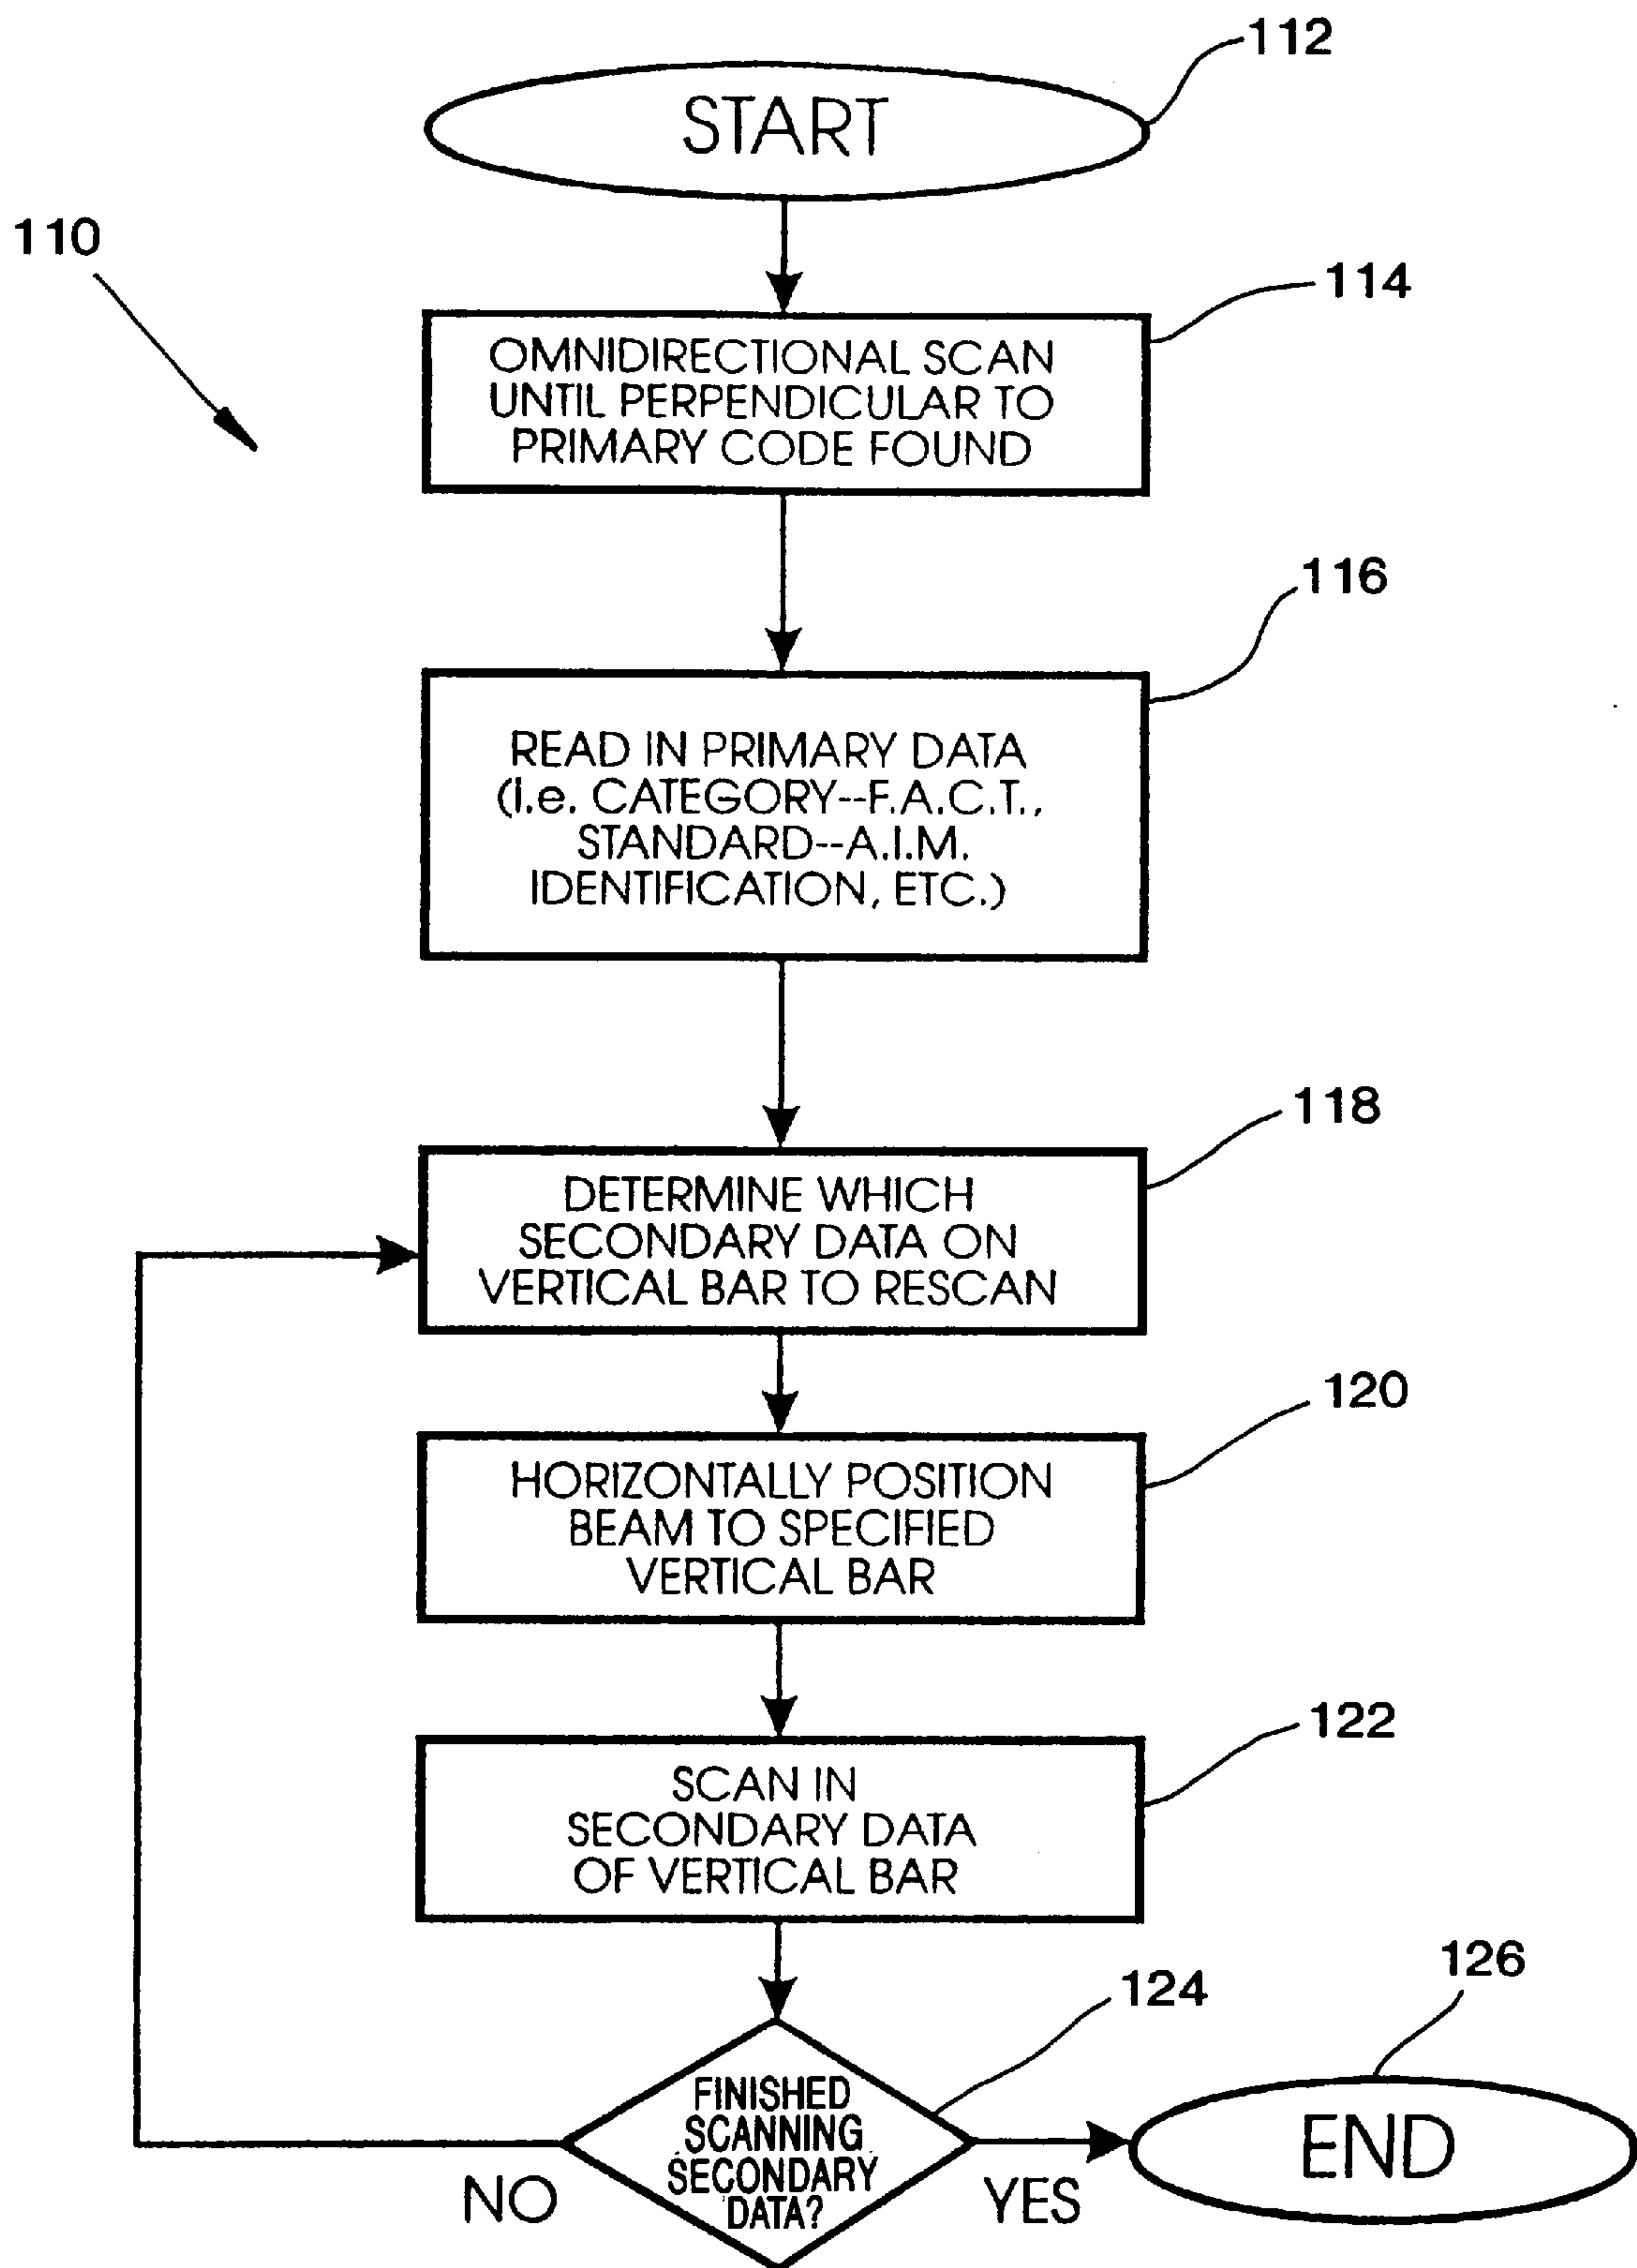 112
START
110
114
OMNIDIRECTIONAL SCAN
UNTIL PERPENDICULAR TO
PRIMARY CODE FOUND
116
READ IN PRIMARY DATA
(i.e. CATEGORY--F.A.C.T.,
STANDARD--A.I.M.
IDENTIFICATION, ETC.)
118
DETERMINE WHICH
SECONDARY DATA ON
VERTICAL BAR TO RESCAN
120
HORIZONTALLY POSITION
BEAM TO SPECIFIED
VERTICAL BAR
122
SCAN IN
SECONDARY DATA
OF VERTICAL BAR
124
126
FINISHED
SCANNING
SECONDARY
DATA?
NO
YES
END